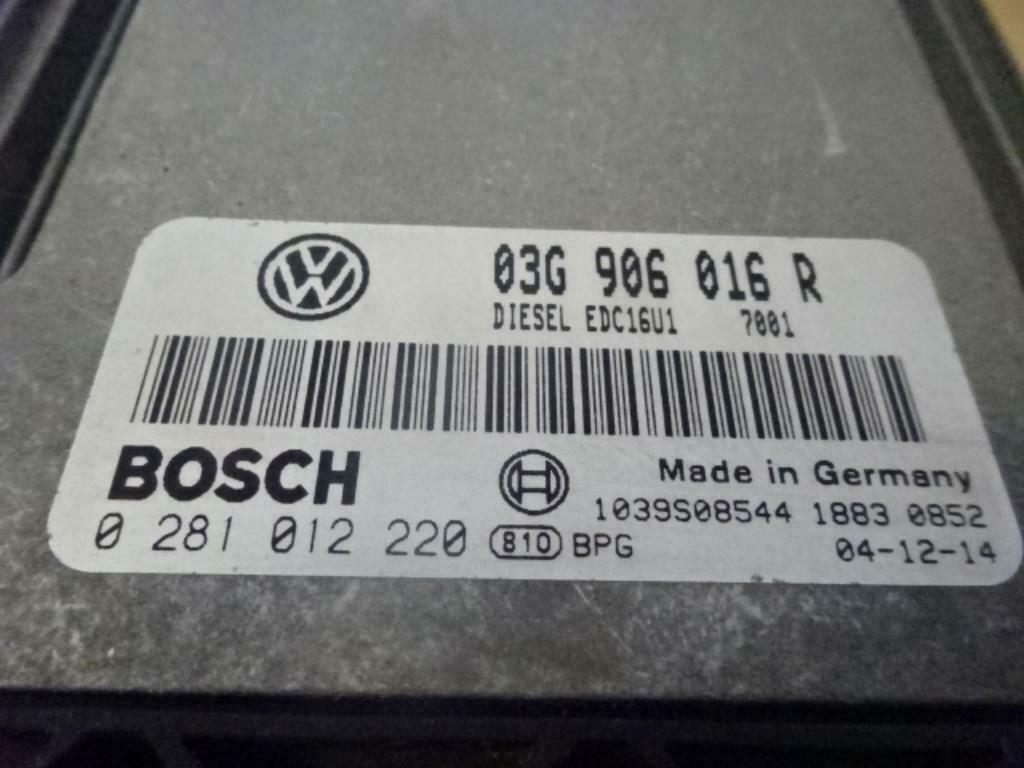 03G 906 016 R
DIESEL EDC16U1 7001
BOSCH
Made in Germany
1039S08544 1883 0852
0 281 012 220 810 BPG
04-12-14